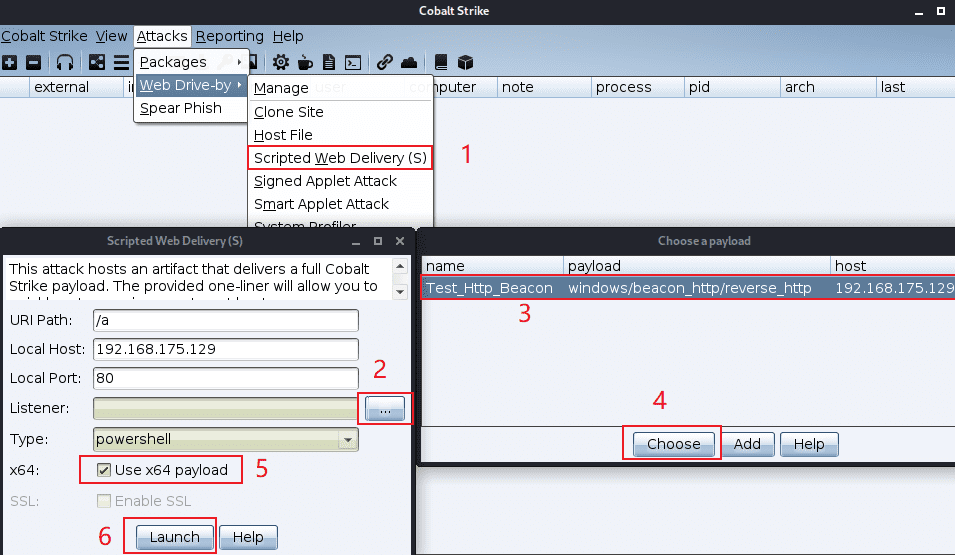 Cobalt Strike
Cobalt Strike View Attacks Reporting Help
Packages
external note process pid arch last
Web Drive-by
Manage
Spear Phish
Clone Site
Host File
Scripted Web Delivery (S) 1
Signed Applet Attack
Smart Applet Attack
Scripted Web Delivery (S)
This attack hosts an artifact that delivers a full Cobalt
Strike payload. The provided one-liner will allow you to
URI Path: /a
Local Host: 192.168.175.129
Local Port: 80
2
Listener: ...
Type: powershell
x64: Use x64 payload 5
SSL: Enable SSL
6 Launch Help
Choose a payload
name payload host
Test_Http_Beacon windows/beacon_http/reverse_http 192.168.175.129
3
4
Choose Add Help